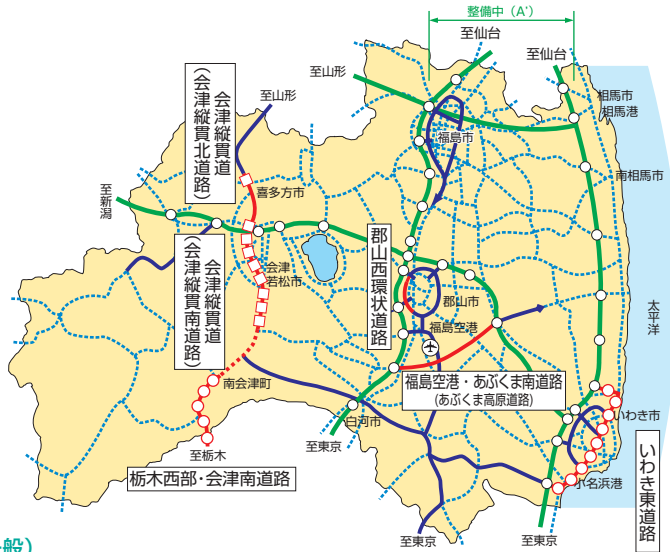 整備中（A'）
至仙台
至仙台
至山形
至山形
会津縦貫道
（会津縦貫北道路）
相馬市
相馬港
福島市
喜多方市
南相馬市
至新潟
会津縦貫道
（会津縦貫南道路）
会津
若松市
郡山西環状道路
郡山市
太平洋
福島空港
福島空港・あぶくま南道路
（あぶくま高原道路）
南会津町
白河市
いわき市
至東京
至栃木
栃木西部・会津南道路
小名浜港
いわき東道路
至東京
至東京
般）